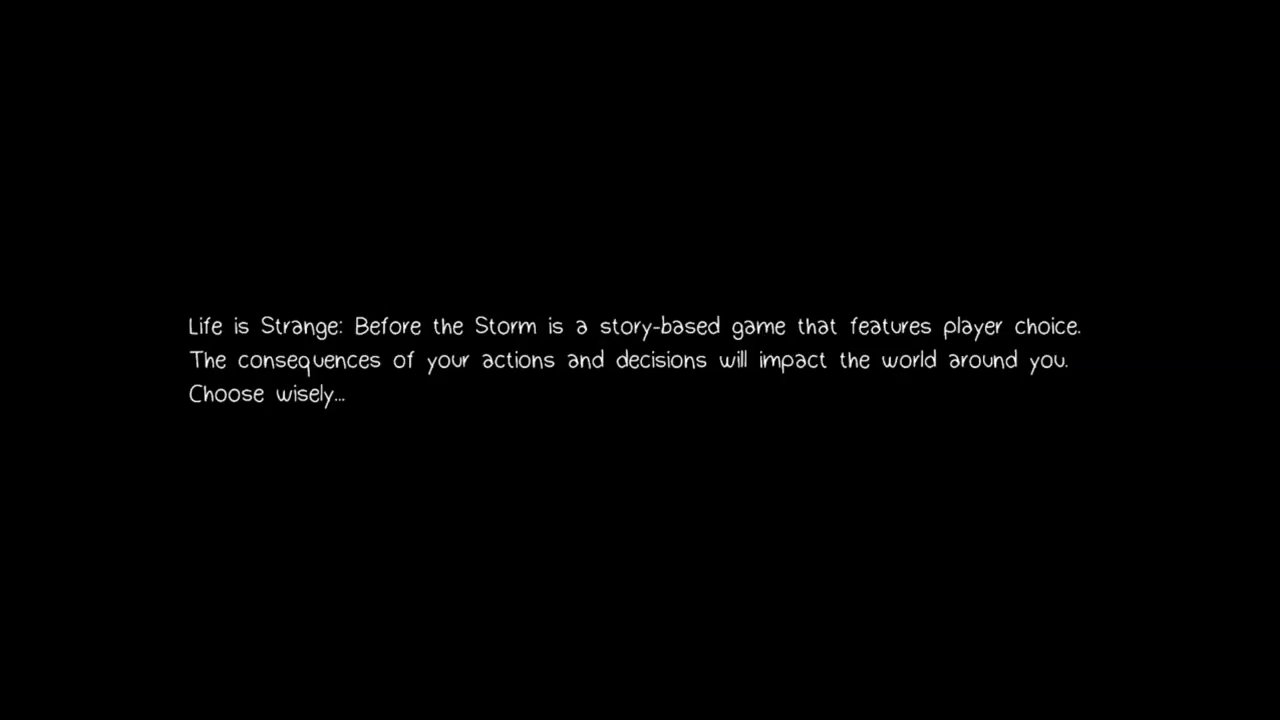 Life is Strange: Before the Storm is a story-based game that features player choice.
The consequences of your actions and decisions will impact the world around you.
Choose wisely...